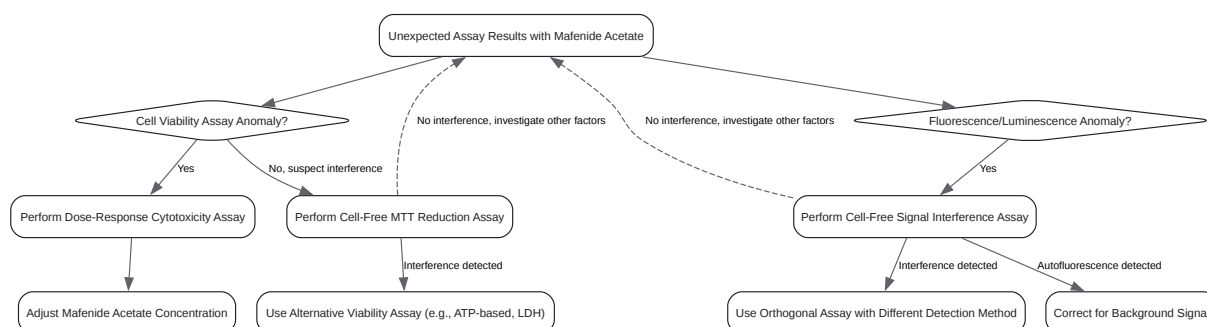 Unexpected Assay Results with Mafenide Acetate
Cell Viability Assay Anomaly?
No interference, investigate other factors
No interference, investigate other factors
Fluorescence/Luminescence Anomaly?
Yes
No, suspect interference
Yes
Perform Dose-Response Cytotoxicity Assay
Perform Cell-Free MTT Reduction Assay
Perform Cell-Free Signal Interference Assay
Interference detected
Interference detected
Autofluorescence detected
Adjust Mafenide Acetate Concentration
Use Alternative Viability Assay (e.g., ATP-based, LDH)
Use Orthogonal Assay with Different Detection Method
Correct for Background Signal